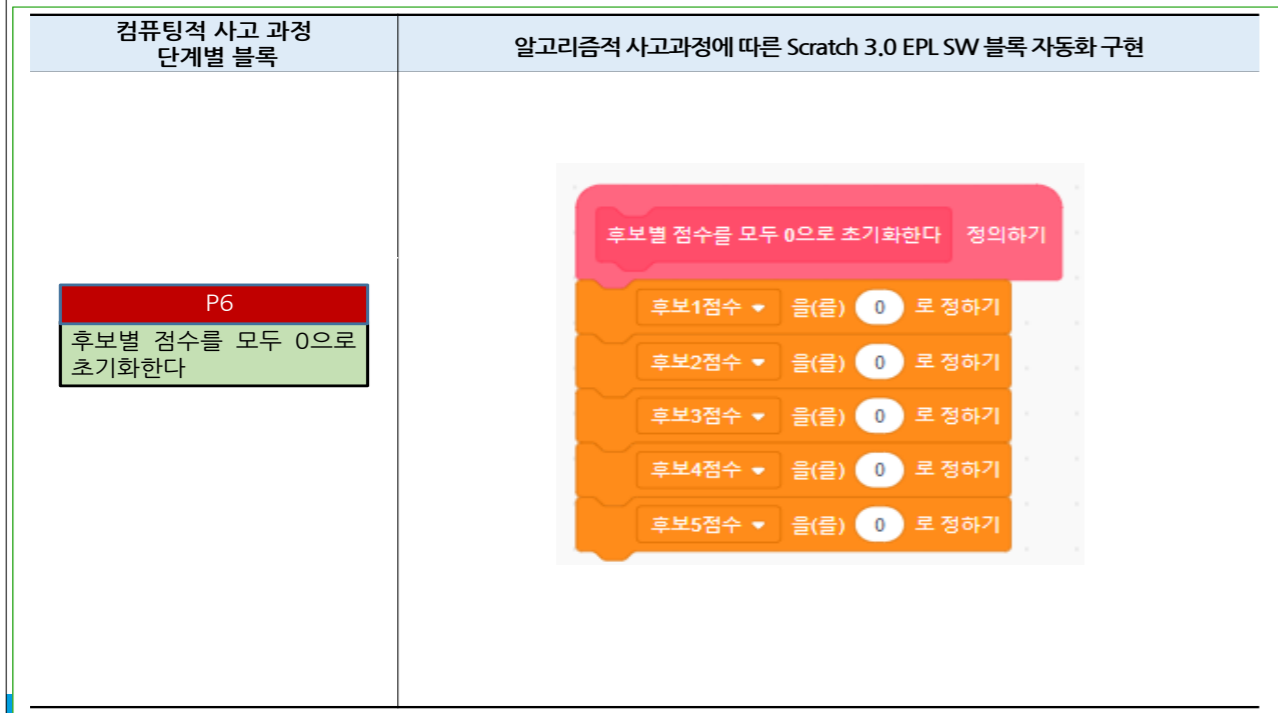 컴퓨팅적 사고 과정
단계별 블록
알고리즘적 사고과정에 따른 Scratch 3.0 EPL SW 블록 자동화 구현
P6
후보별 점수를 모두 0으로
초기화한다
후보별 점수를 모두 0으로 초기화한다 정의하기
후보1점수 을(를) 0 로 정하기
후보2점수 을(를) 0 로 정하기
후보3점수 을(를) 0 로 정하기
후보4점수 을(를) 0 로 정하기
후보5점수 을(를) 0 로 정하기